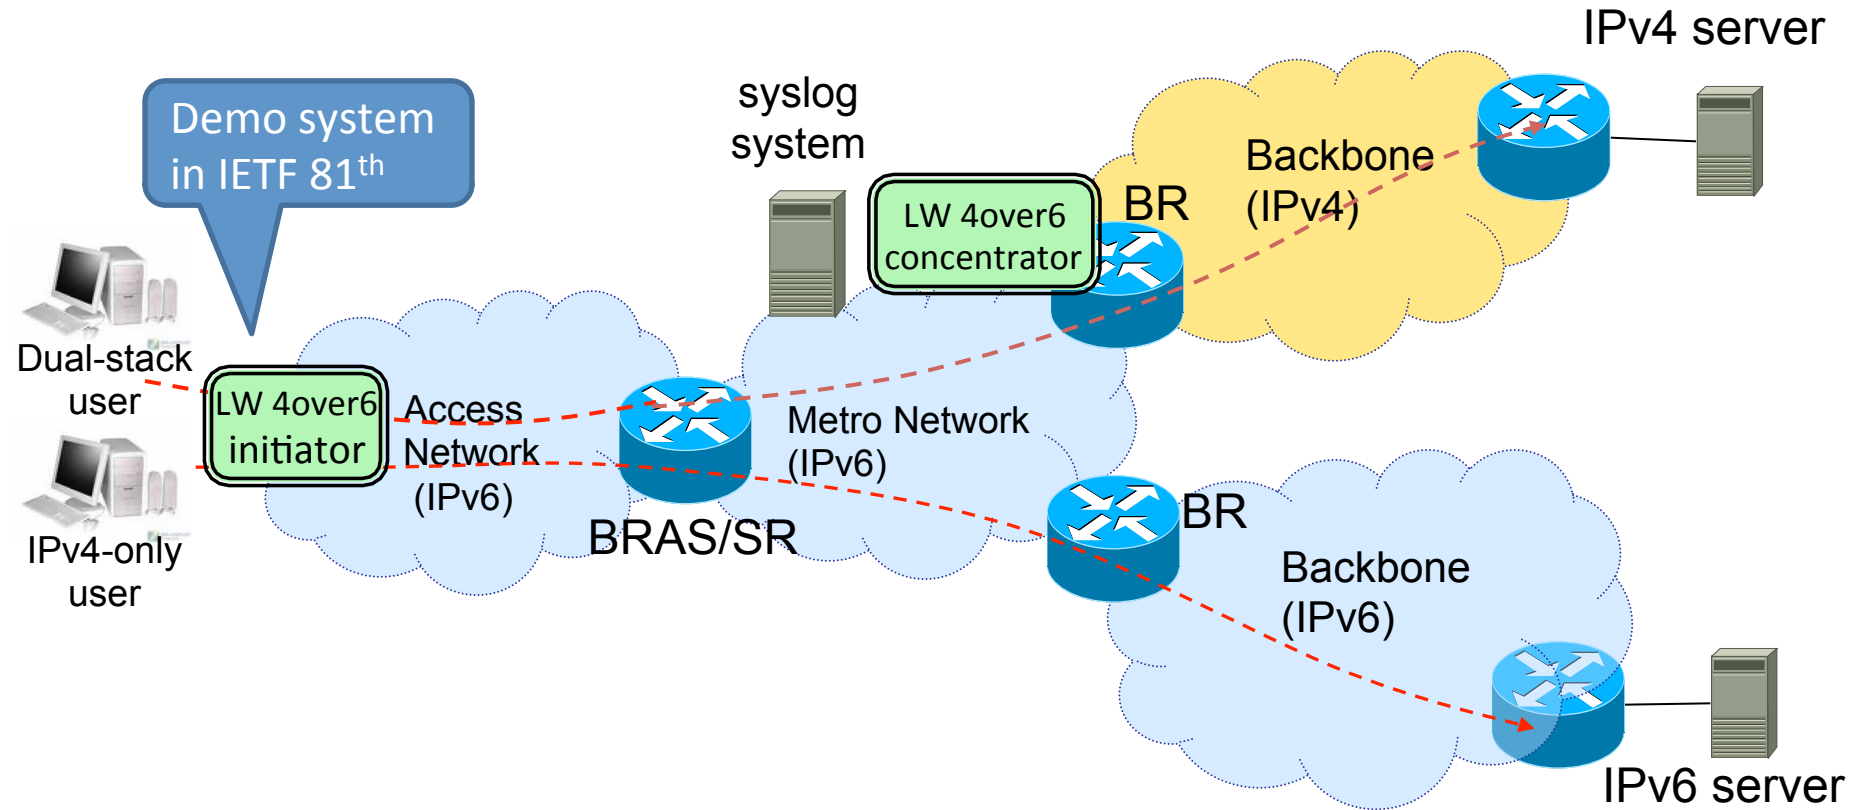 IPv4 server
syslog
system
Demo system
in IETF 81th
Backbone
(IPv4)
BR
LW 4over6
concentrator
Dual-stack
user
LW 4over6
initiator
Access
Network
(IPv6)
Metro Network
(IPv6)
BR
BRAS/SR
IPv4-only
user
Backbone
(IPv6)
IPv6 server